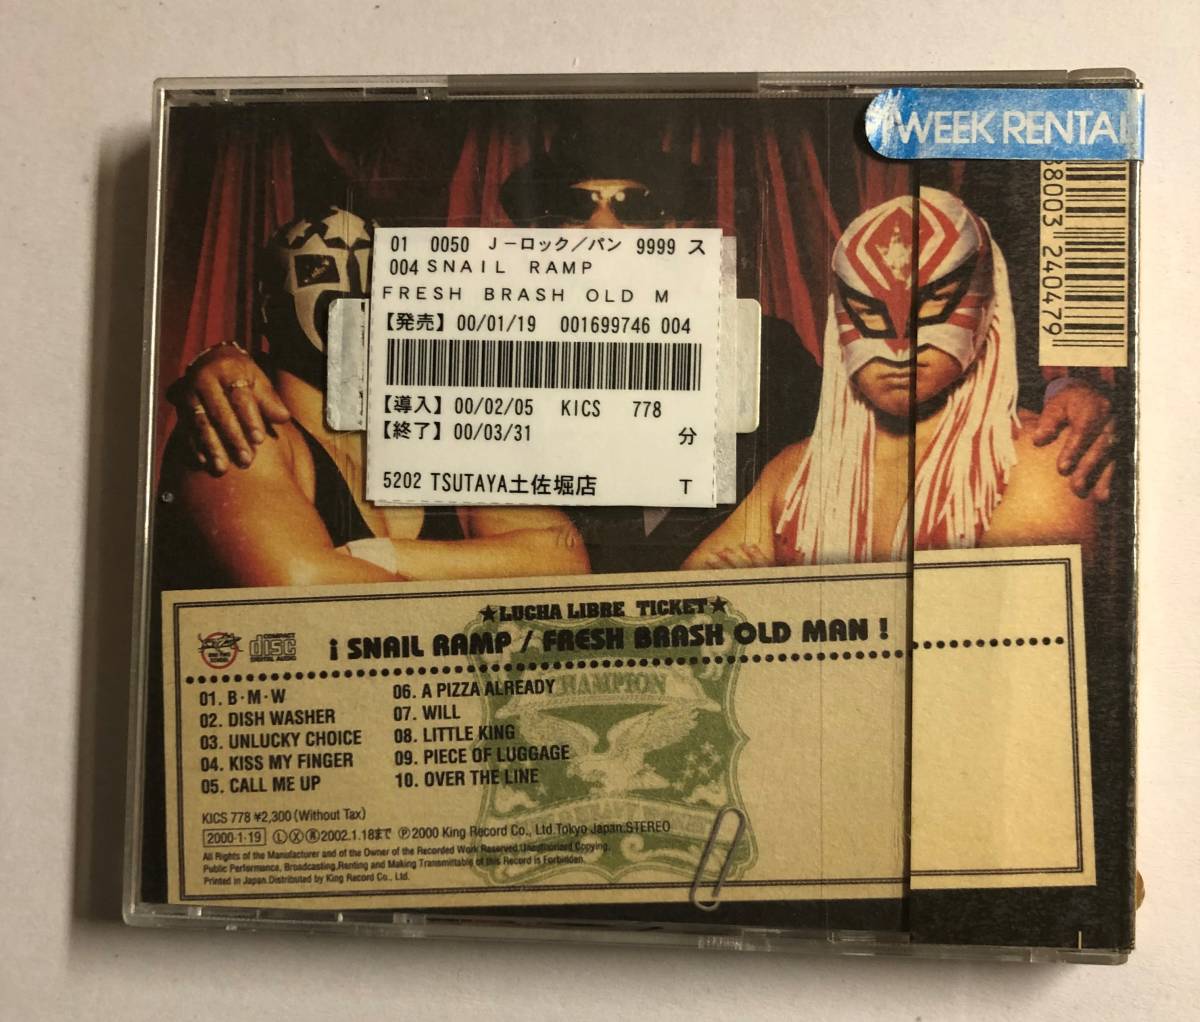 WEEK RENTAL
8003 240479
01 0050 J-ロック／パン 9999 ス
004 SNAIL RAMP
FRESH BRASH OLD M
【発売】 00/01/19 001699746 004
【導入】 00/02/05 KICS 778
【終了】 00/03/31 分
5202 TSUTAYA土佐堀店 T
★LUCHA LIBRE TICKET★
¡ SNAIL RAMP / FRESH BRASH OLD MAN !
COMPACT
disc
DIGITAL AUDIO
CHAMPION
01. B·M·W
02. DISH WASHER
03. UNLUCKY CHOICE
04. KISS MY FINGER
05. CALL ME UP
06. A PIZZA ALREADY
07. WILL
08. LITTLE KING
09. PIECE OF LUGGAGE
10. OVER THE LINE
KICS 778 ¥2,300 (Without Tax)
2000·1·19 Ⓛ Ⓧ 2002.1.18まで ℗2000 King Record Co., Ltd.Tokyo Japan.STEREO
All Rights of the Manufacturer and of the Owner of the Recorded Work Reserved.Unauthorized Copying,
Public Performance, Broadcasting,Renting and Making Transmittable of this Record is Forbidden.
Printed in Japan.Distributed by King Record Co., Ltd.